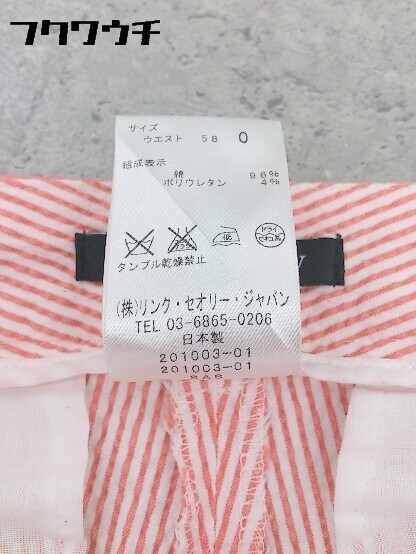 フクワウチ
サイズ
ウエスト 58 0
組成表示
綿 96%
ポリウレタン 4%
低
ドライ
セキユ系
タンブル乾燥禁止
(株)リンク・セオリー・ジャパン
TEL 03-6865-0206
日本製
201003-01
201003-01